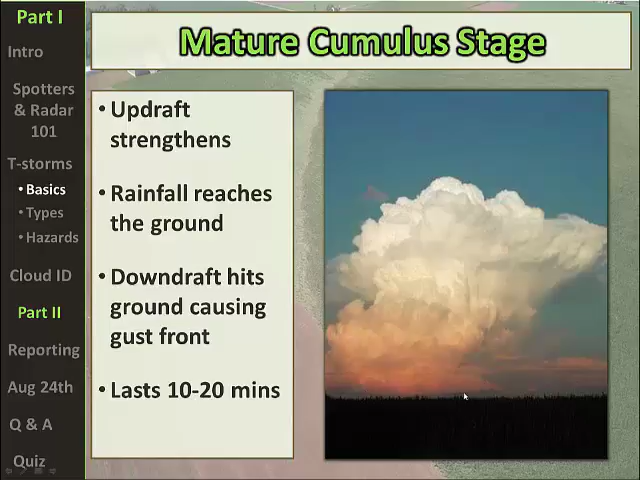 Part I
Intro
Spotters
& Radar
101
T-storms
• Basics
• Types
• Hazards
Cloud ID
Part II
Reporting
Aug 24th
Q & A
Quiz
Mature Cumulus Stage
• Updraft
strengthens
• Rainfall reaches
the ground
• Downdraft hits
ground causing
gust front
• Lasts 10-20 mins